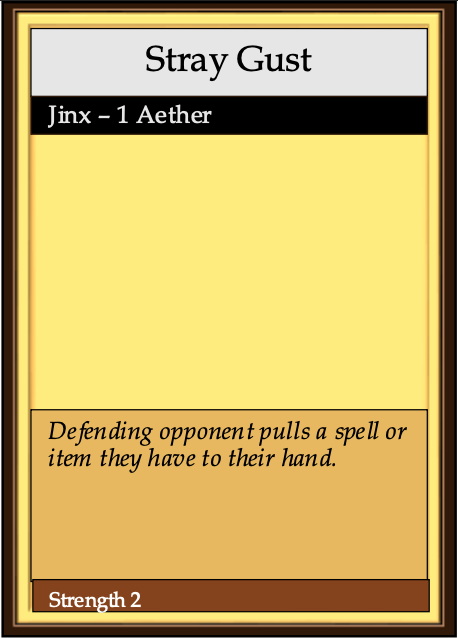 Stray Gust
Jinx – 1 Aether
Defending opponent pulls a spell or
item they have to their hand.
Strength 2